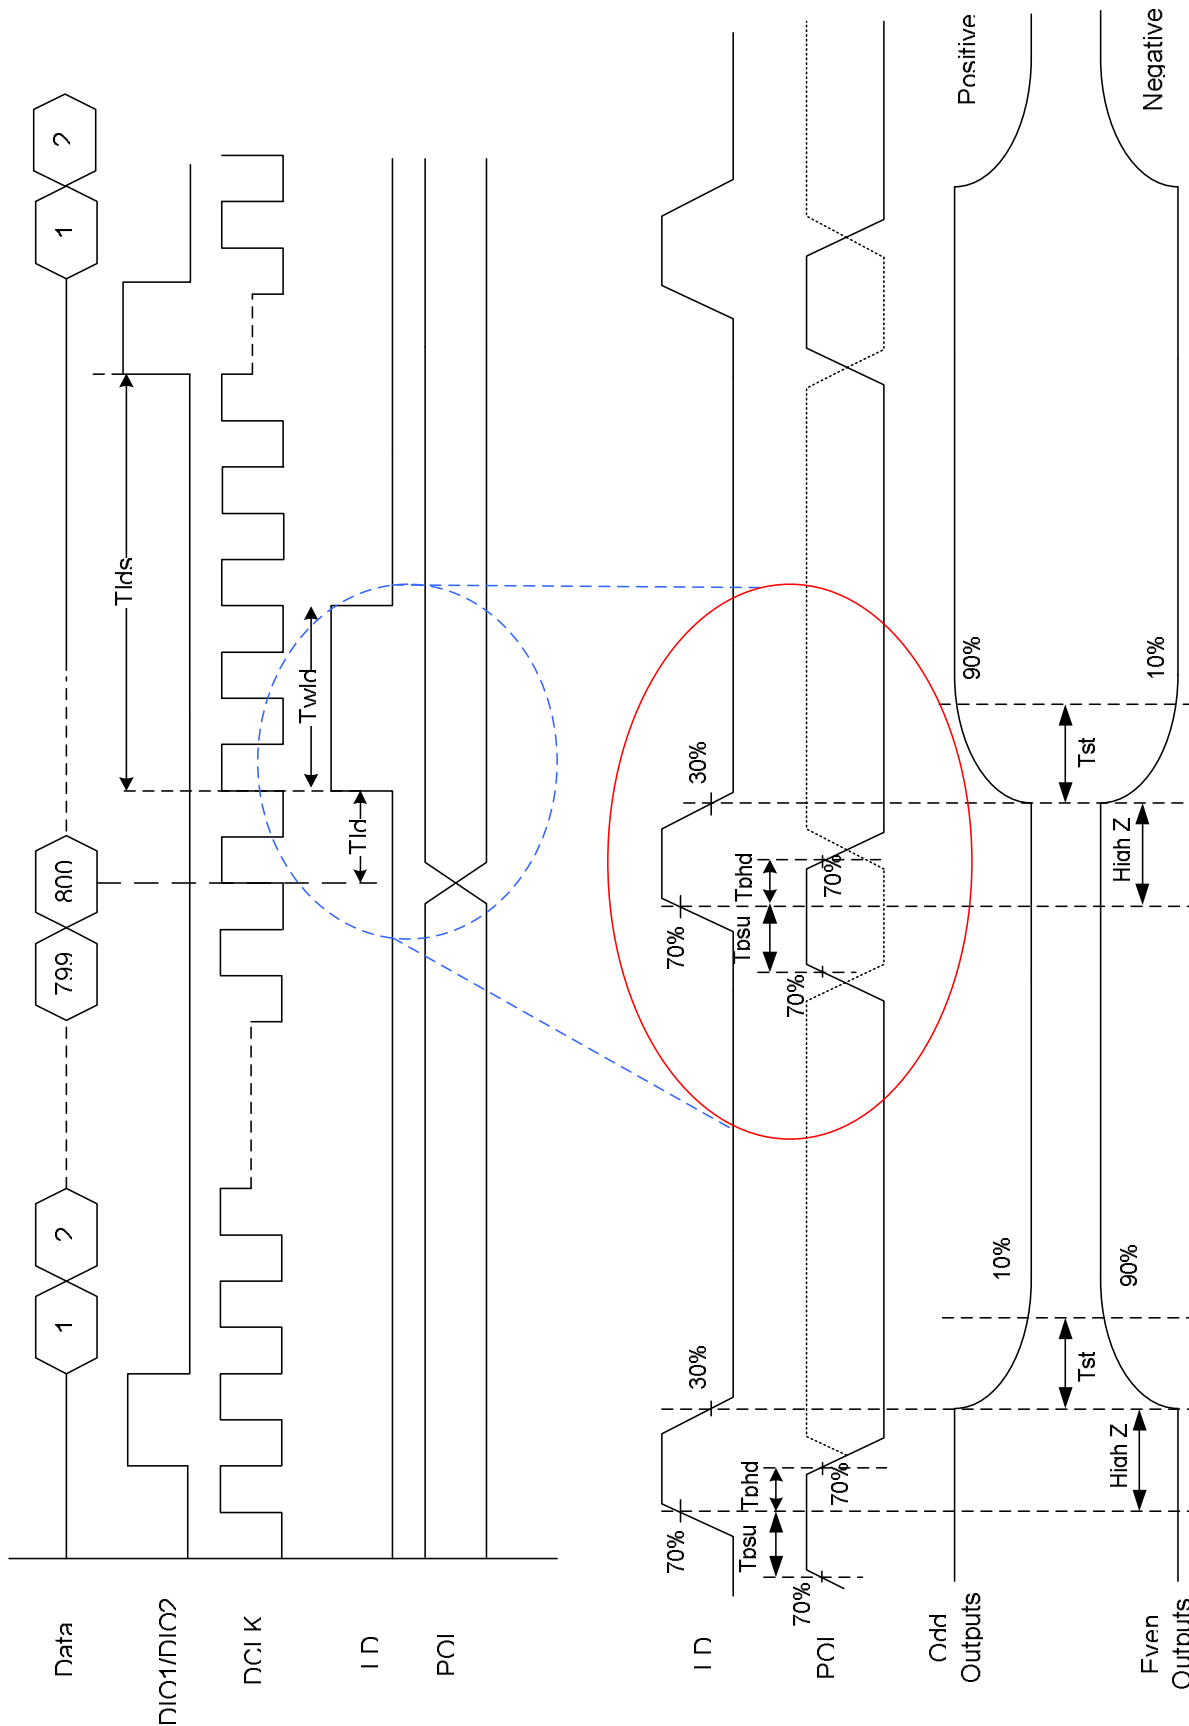 Data
1
2
799
800
1
2
DIO1/DIO2
Tlds
DCLK
LD
Tld
Twld
POL
LD
70%
30%
70%
30%
POL
70%
Tpsu
Tphd
70%
70%
Tpsu
Tphd
70%
Odd
Outputs
10%
90%
Positive
Tst
Tst
High Z
High Z
Even
Outputs
90%
10%
Negative